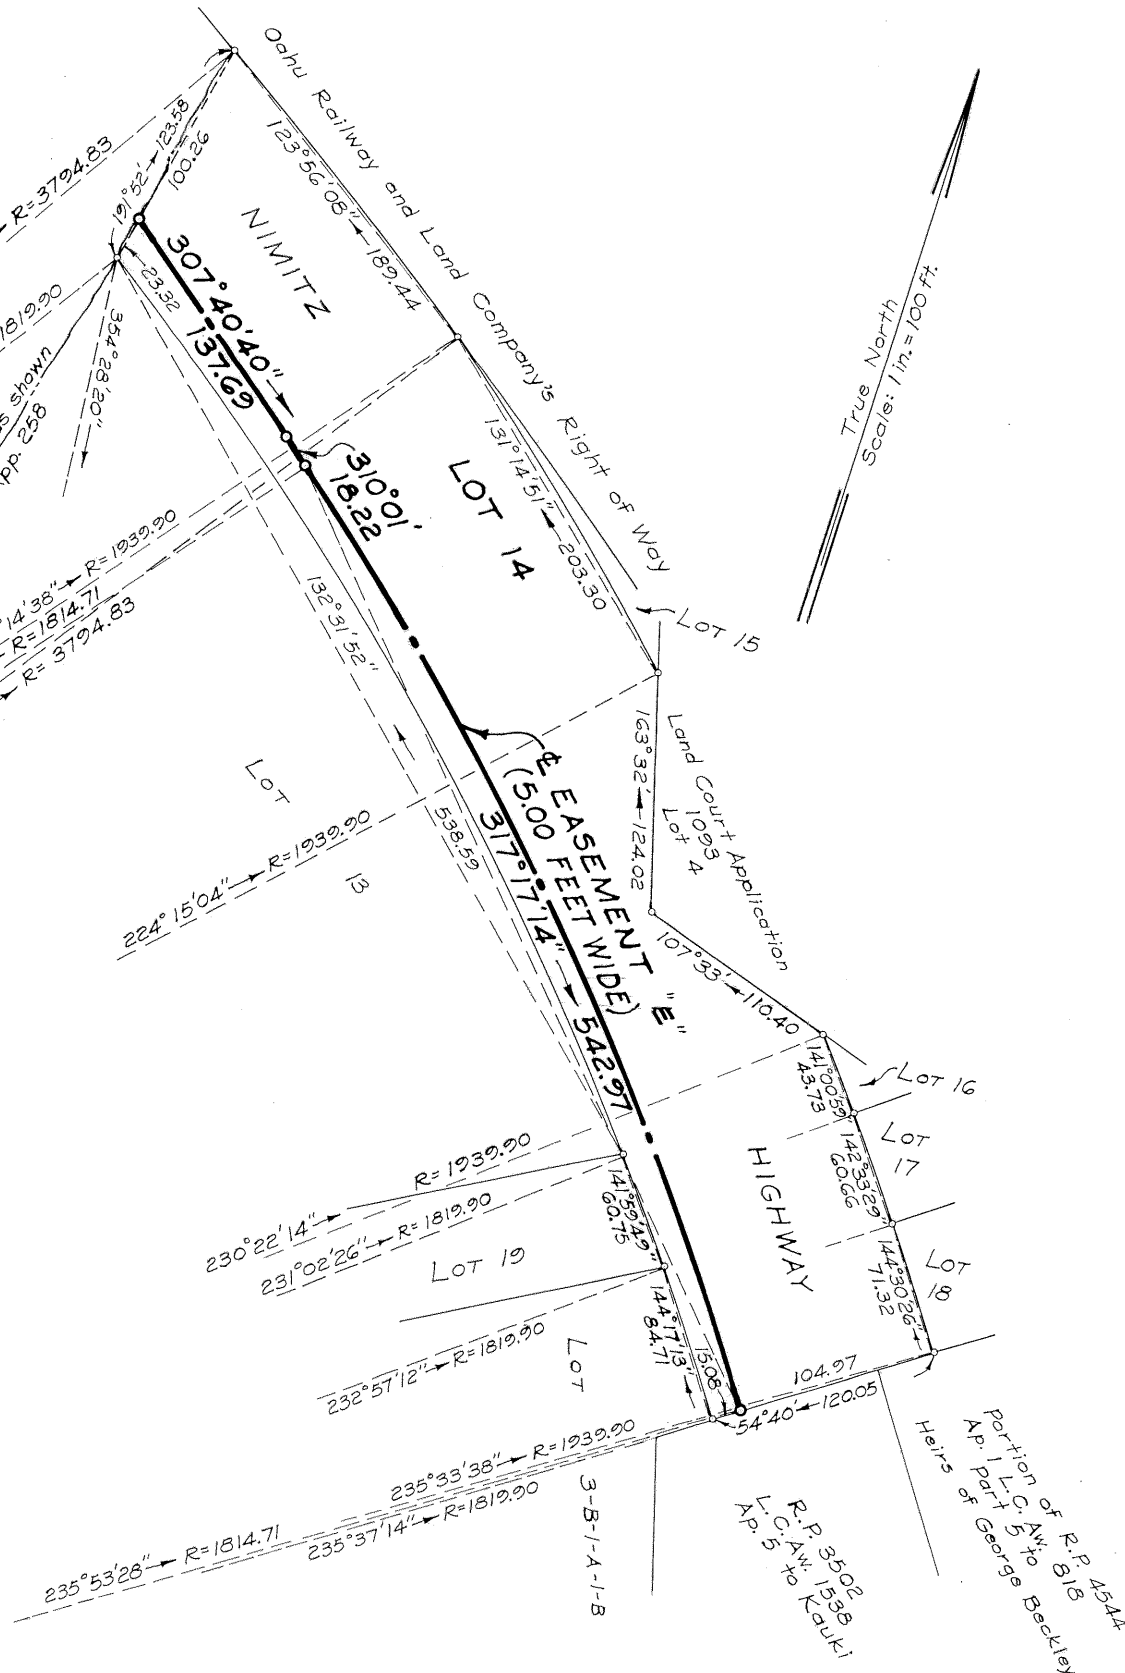 Oahu Railway and Land Company's Right of Way
R=3794.83
191°52' 123.58
100.26
123°56'08" 189.44
NIMITZ
1819.90
23.32
s shown
pp. 258
354°28'20"
307°40'40"
137.69
True North
Scale: 1 in.=100 ft.
310°01'
18.22
LOT 14
131°14'51" 203.30
14'38" R=1939.90
R=1814.71
R=3794.83
132°31'52"
538.59
LOT 15
163°32' 124.02
Land Court Application
1093
Lot 4
LOT
13
224°15'04" R=1939.90
℄ EASEMENT "E"
(5.00 FEET WIDE)
317°17'14" 542.97
107°33' 110.40
141°00'59"
43.73
LOT 16
142°33'29"
60.66
LOT
17
HIGHWAY
144°30'26"
71.32
LOT
18
230°22'14" R=1939.90
231°02'26" R=1819.90
141°59'49"
60.75
LOT 19
232°57'12" R=1819.90
144°17'13"
84.71
15.08
104.97
54°40' 120.05
LOT
3-B-1-A-1-B
235°33'38" R=1939.90
235°37'14" R=1819.90
235°53'28" R=1814.71
R.P. 3502
L.C. Aw. 1538
Ap. 5 to Kauki
Portion of R.P. 4544
Ap. 1 L.C. Aw. 818
Part 5 to
Heirs of George Beckley